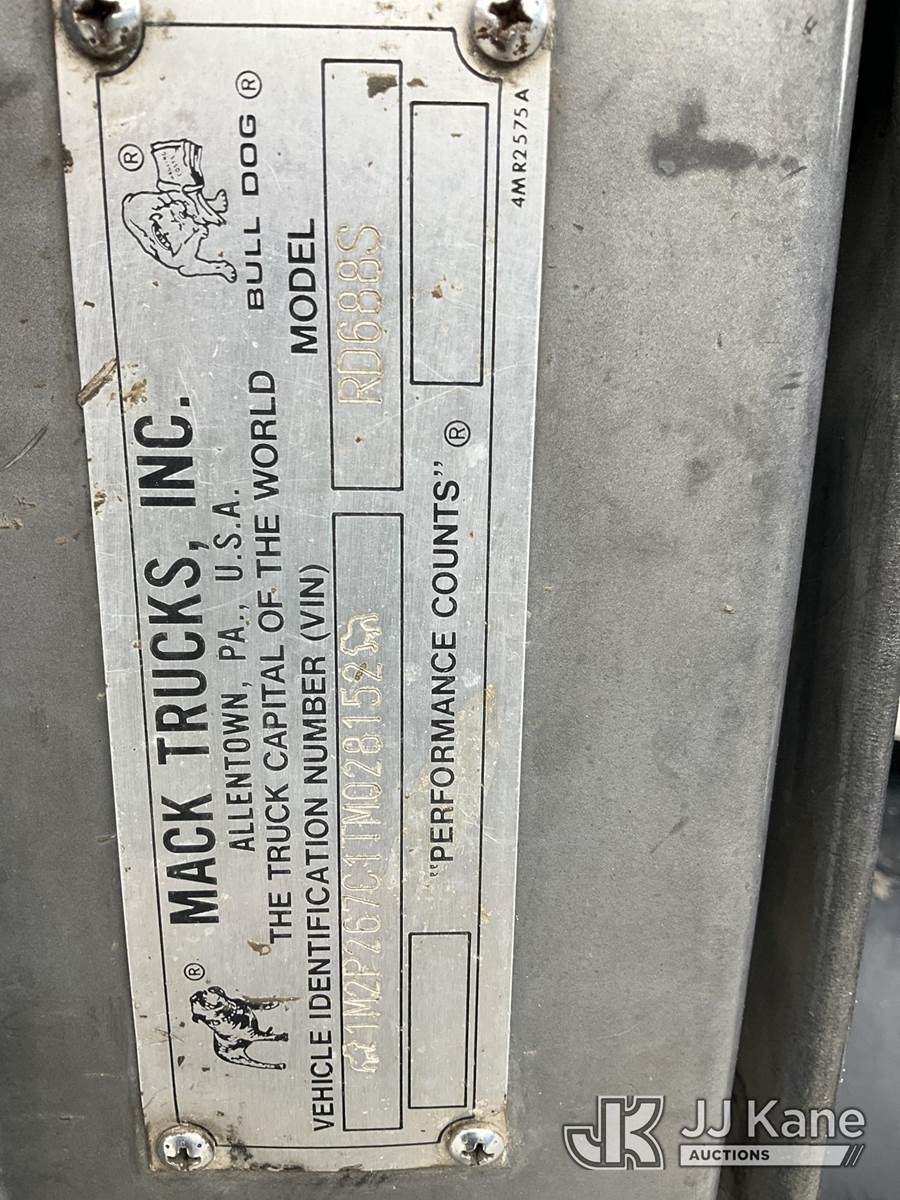 MACK TRUCKS, INC.
ALLENTOWN, PA., U.S.A.
THE TRUCK CAPITAL OF THE WORLD
BULL DOG ®
VEHICLE IDENTIFICATION NUMBER (VIN)
MODEL
1M2P267C1TM028152
RD688S
"PERFORMANCE COUNTS" ®
4MR2575A
JK JJ Kane
AUCTIONS